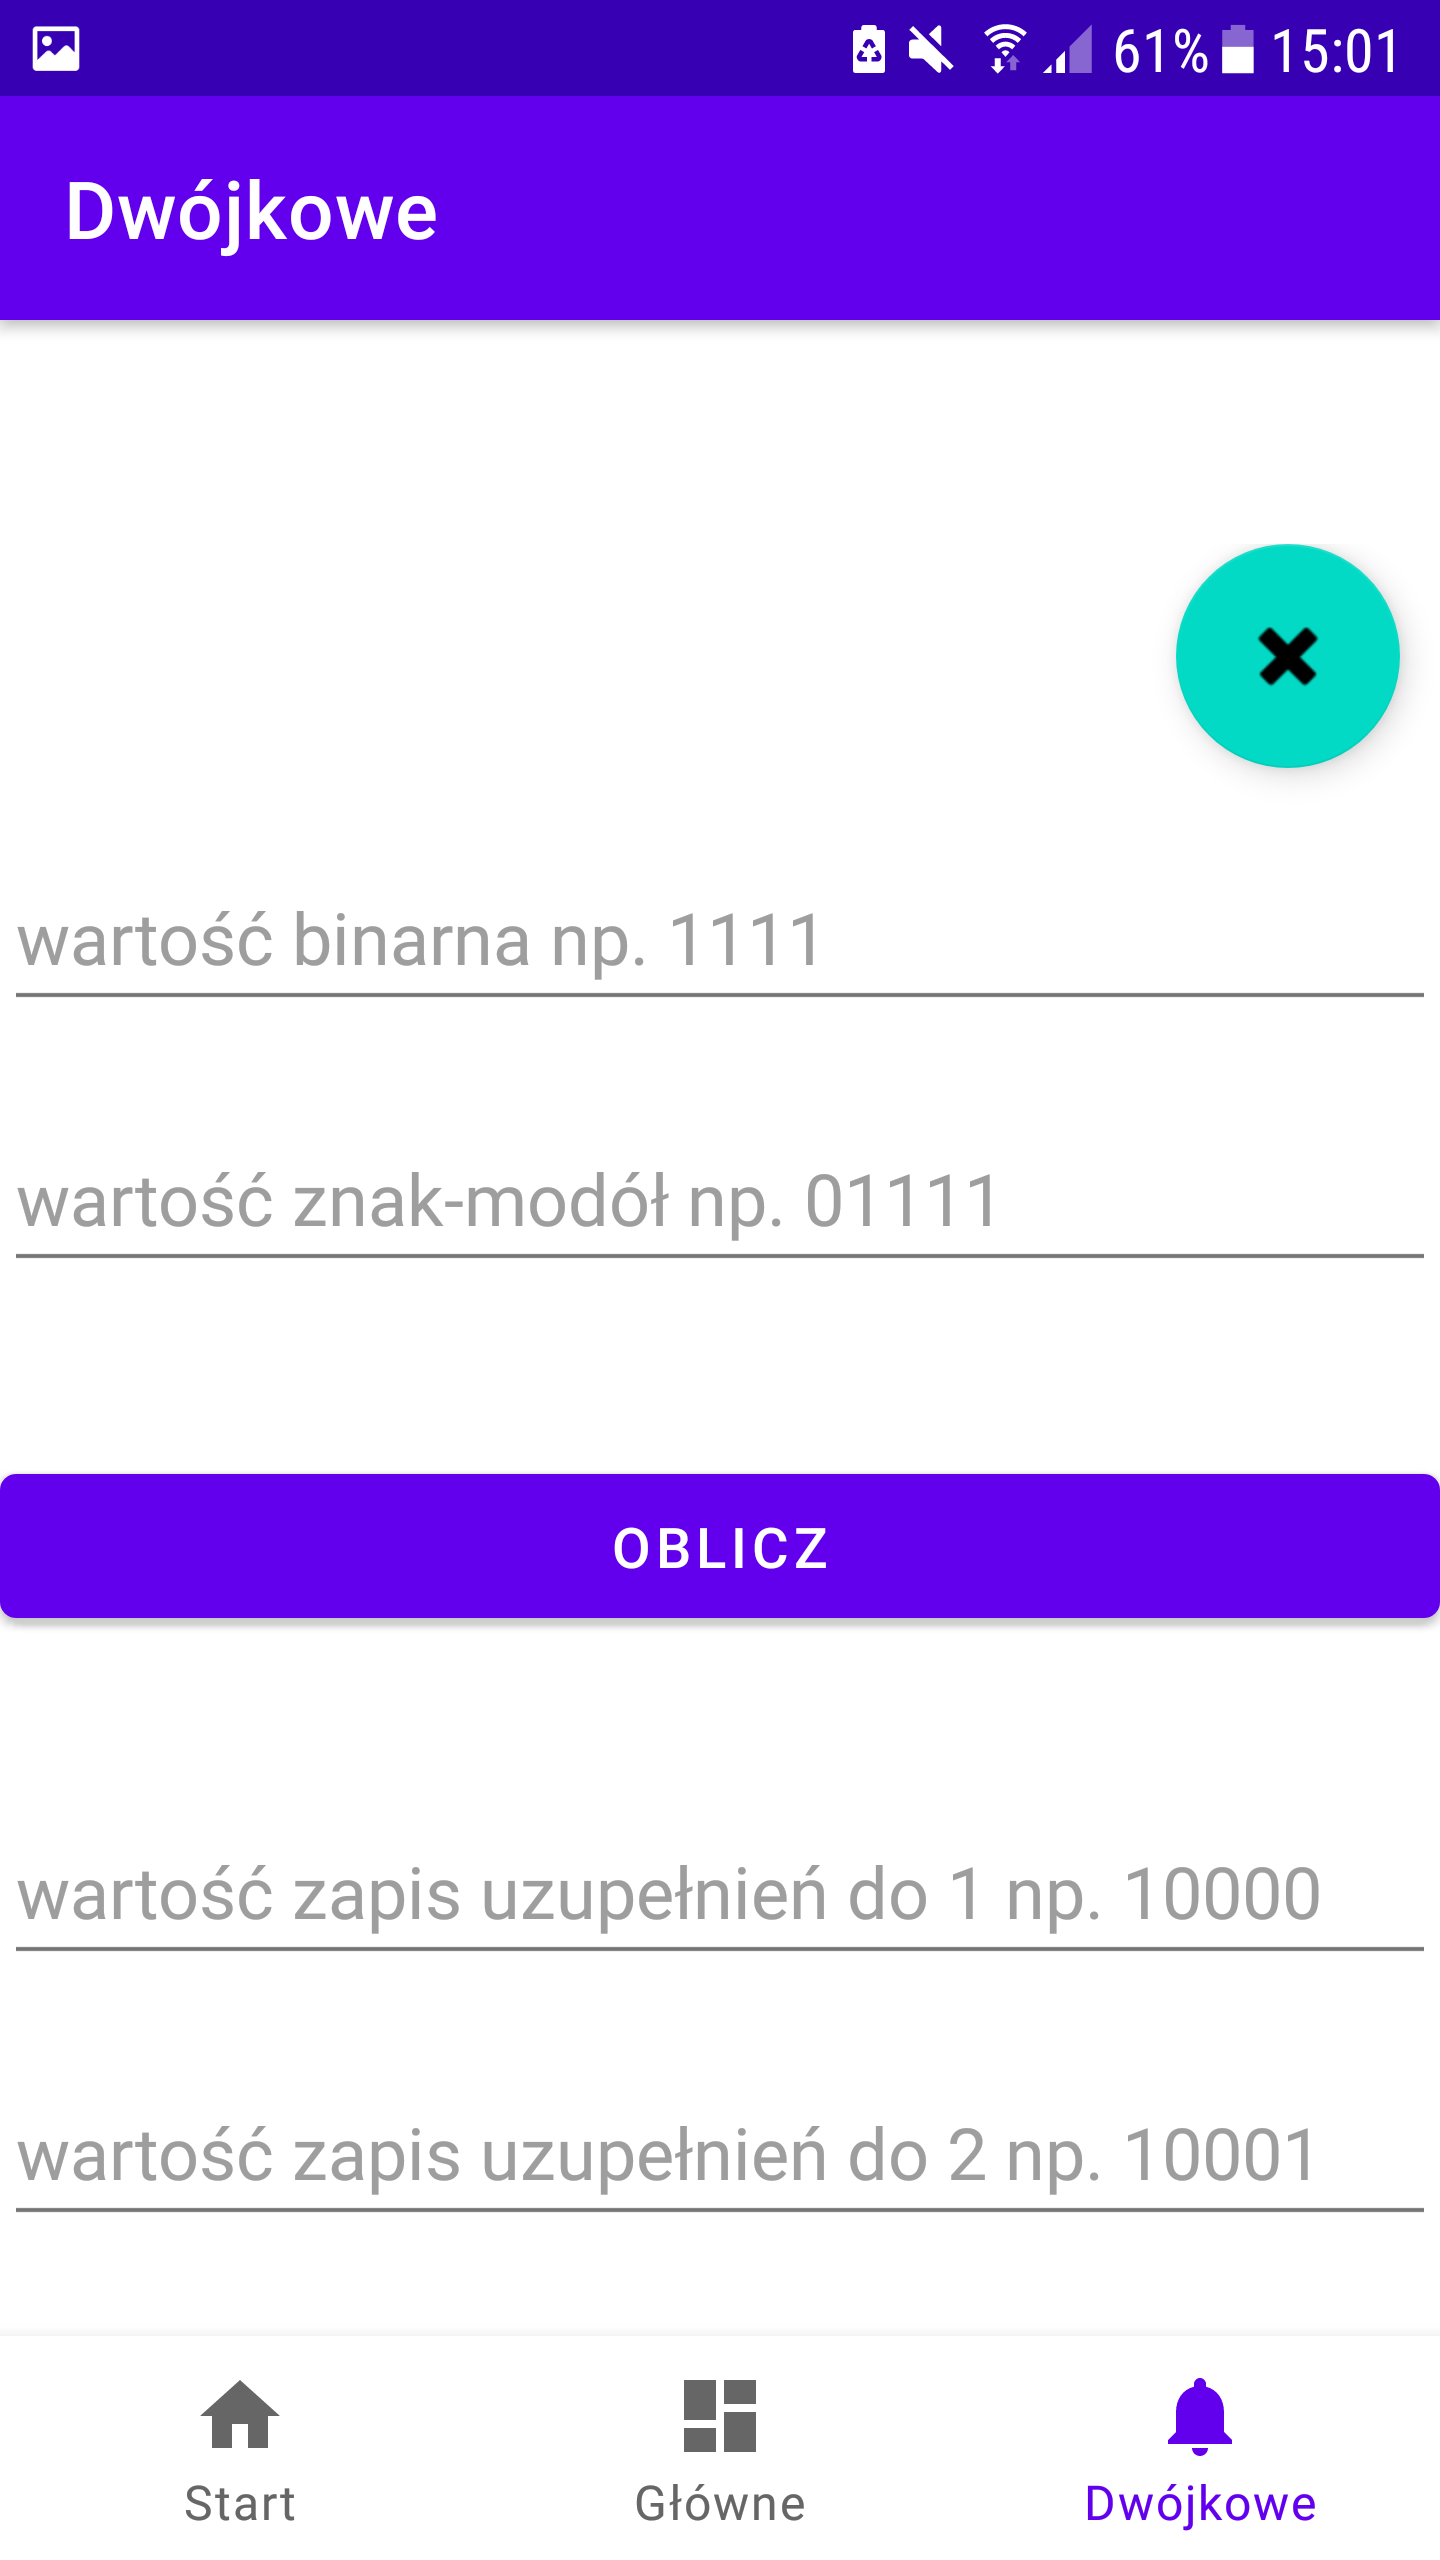 61% 15:01
Dwójkowe
wartość binarna np. 1111
wartość znak-modół np. 01111
OBLICZ
wartość zapis uzupełnień do 1 np. 10000
wartość zapis uzupełnień do 2 np. 10001
Start Główne Dwójkowe